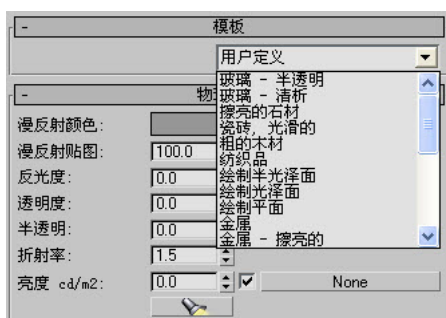 - 模板
用户定义
玻璃 - 半透明
- 物
玻璃 - 清析
擦亮的石材
漫反射颜色:
瓷砖, 光滑的
粗的木材
漫反射贴图: 100.0
纺织品
反光度: 0.0
绘制半光泽面
绘制光泽面
透明度: 0.0
绘制平面
半透明: 0.0
金属
金属 - 擦亮的
折射率: 1.5
亮度 cd/m2: 0.0 None